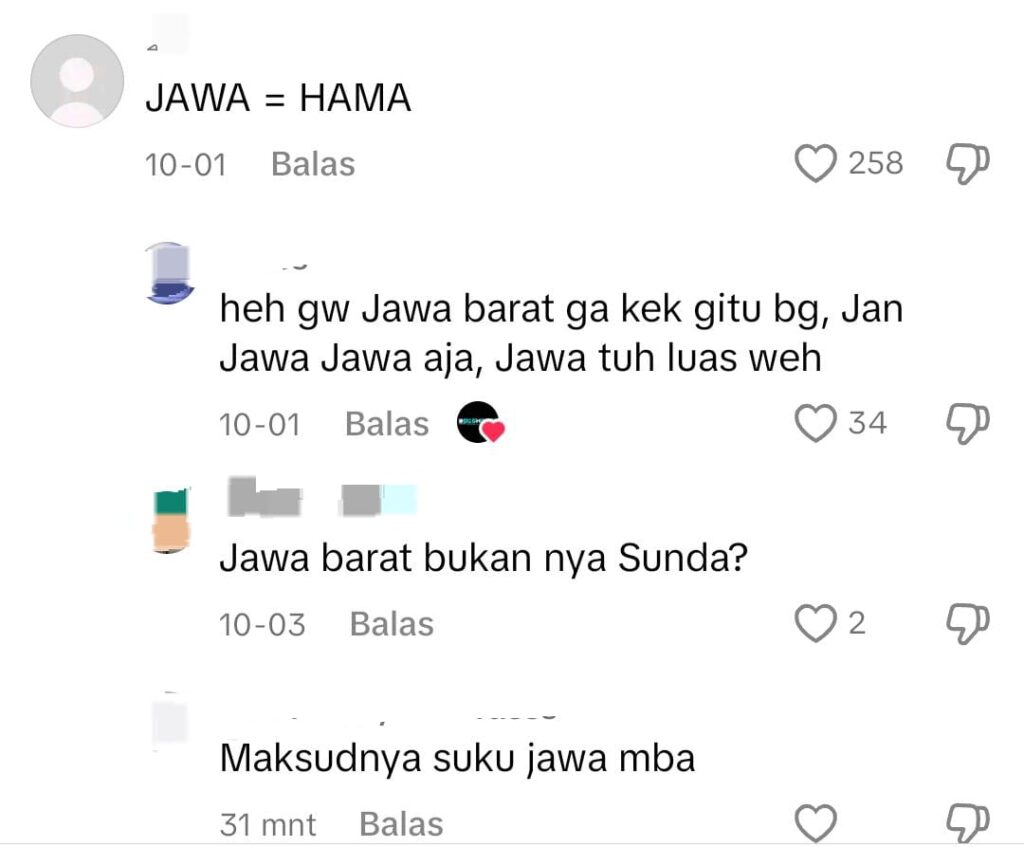 JAWA = HAMA
10-01 Balas 258
heh gw Jawa barat ga kek gitu bg, Jan
Jawa Jawa aja, Jawa tuh luas weh
10-01 Balas 34
Jawa barat bukan nya Sunda?
10-03 Balas 2
Maksudnya suku jawa mba
31 mnt Balas